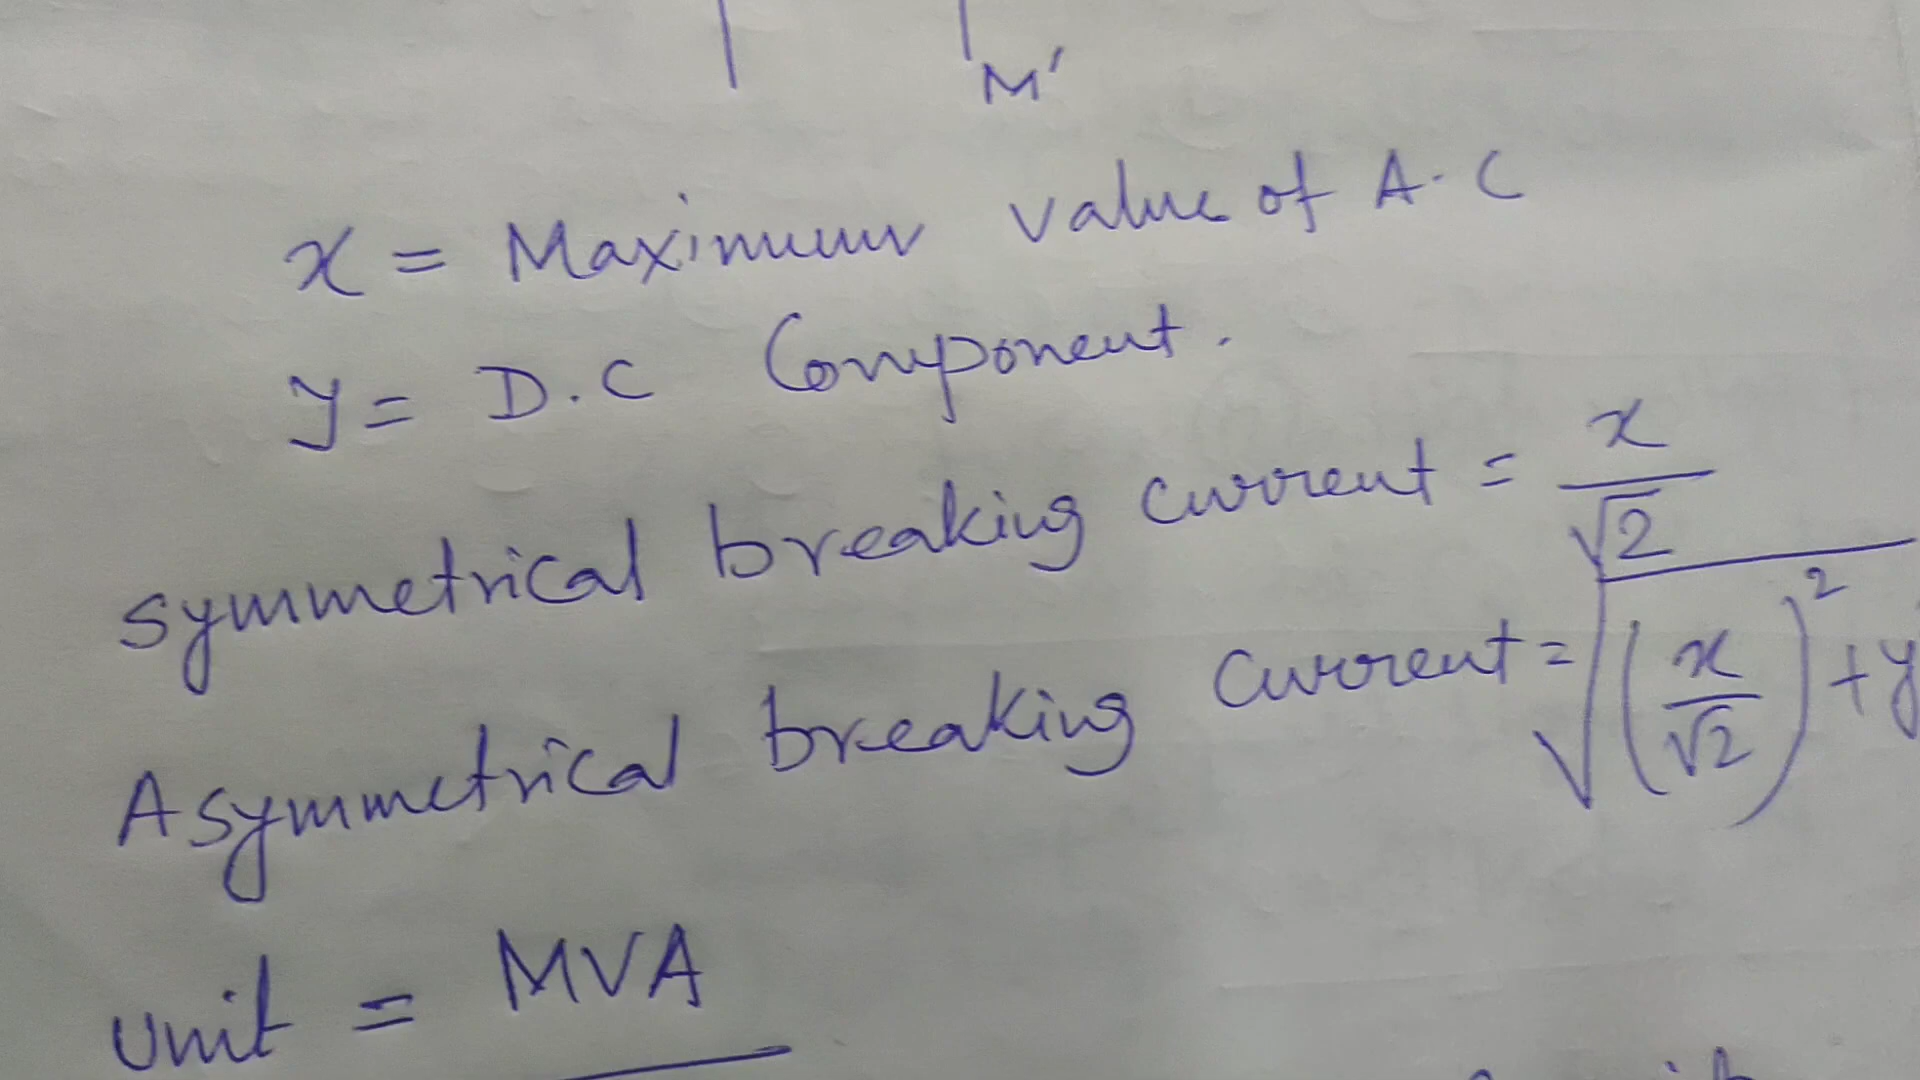 M'
x = Maximum value of A.C
y = D.C Component.
Symmetrical breaking current = x/√2
Asymmetrical breaking current = √((x/√2)² + y
Unit = MVA